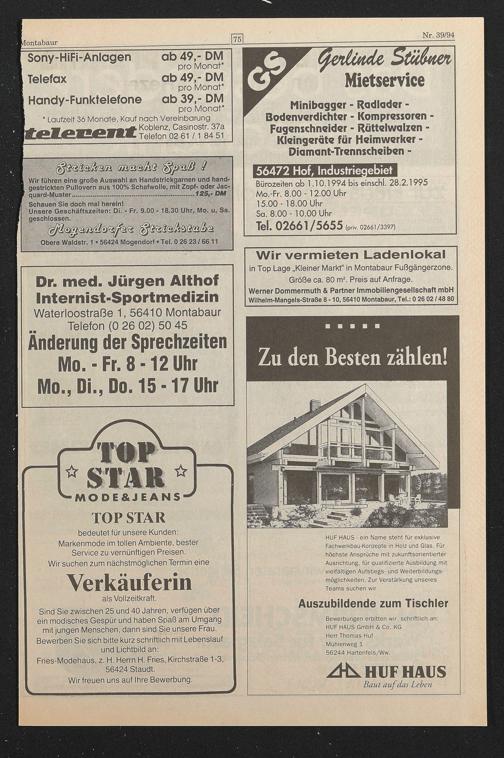 Montabaur
75
Nr. 39/94
Sony-HiFi-Anlagen ab 49,- DM
pro Monat*
Telefax ab 49,- DM
pro Monat*
Handy-Funktelefone ab 39,- DM
pro Monat*
* Laufzeit 36 Monate, Kauf nach Vereinbarung
telerent Koblenz, Casinostr. 37a
Telefon 02 61 / 1 84 51
Stricken macht Spaß !
Wir führen eine große Auswahl an Handstrickgarnen und hand-
gestrickten Pullovern aus 100% Schafwolle, mit Zopf- oder Jac-
quard-Muster 125,- DM
Schauen Sie doch mal herein!
Unsere Geschäftszeiten: Di. - Fr. 9.00 - 18.30 Uhr, Mo. u. Sa.
geschlossen.
Mogendorfer Strickstube
Obere Waldstr. 1 • 56424 Mogendorf • Tel. 0 26 23 / 66 11
Dr. med. Jürgen Althof
Internist-Sportmedizin
Waterloostraße 1, 56410 Montabaur
Telefon (0 26 02) 50 45
Änderung der Sprechzeiten
Mo. - Fr. 8 - 12 Uhr
Mo., Di., Do. 15 - 17 Uhr
TOP
STAR
MODE&JEANS
TOP STAR
bedeutet für unsere Kunden:
Markenmode im tollen Ambiente, bester
Service zu vernünftigen Preisen.
Wir suchen zum nächstmöglichen Termin eine
Verkäuferin
als Vollzeitkraft.
Sind Sie zwischen 25 und 40 Jahren, verfügen über
ein modisches Gespür und haben Spaß am Umgang
mit jungen Menschen, dann sind Sie unsere Frau.
Bewerben Sie sich bitte kurz schriftlich mit Lebenslauf
und Lichtbild an:
Fries-Modehaus, z. H. Herrn H. Fries, Kirchstraße 1-3,
56424 Staudt.
Wir freuen uns auf Ihre Bewerbung.
GS
Gerlinde Stübner
Mietservice
Minibagger - Radlader -
Bodenverdichter - Kompressoren -
Fugenschneider - Rüttelwalzen -
Kleingeräte für Heimwerker -
Diamant-Trennscheiben -
56472 Hof, Industriegebiet
Bürozeiten ab 1.10.1994 bis einschl. 28.2.1995
Mo.-Fr. 8.00 - 12.00 Uhr
15.00 - 18.00 Uhr
Sa. 8.00 - 10.00 Uhr
Tel. 02661/5655 (priv. 02661/3397)
Wir vermieten Ladenlokal
in Top Lage „Kleiner Markt" in Montabaur Fußgängerzone.
Größe ca. 80 m². Preis auf Anfrage.
Werner Dommermuth & Partner Immobiliengesellschaft mbH
Wilhelm-Mangels-Straße 8 - 10, 56410 Montabaur, Tel.: 0 26 02 / 48 80
Zu den Besten zählen!
HUF HAUS - ein Name steht für exklusive
Fachwerkbau-Konzepte in Holz und Glas. Für
höchste Ansprüche mit zukunftsorientierter
Ausrichtung, für qualifizierte Ausbildung mit
vielfältigen Aufstiegs- und Weiterbildungs-
möglichkeiten. Zur Verstärkung unseres
Teams suchen wir
Auszubildende zum Tischler
Bewerbungen erbitten wir, schriftlich an:
HUF HAUS GmbH & Co. KG
Herr Thomas Huf
Mühlenweg 1
56244 Hartenfels/Ww.
HUF HAUS
Baut auf das Leben